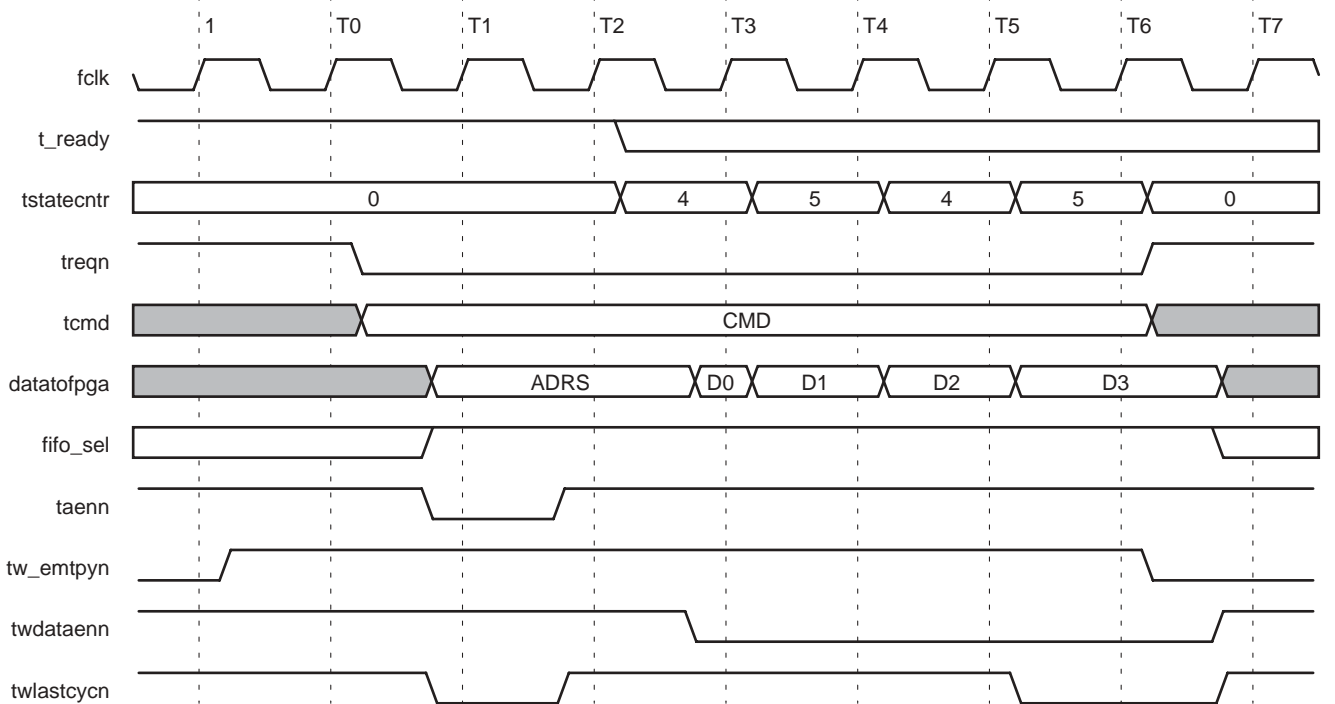 1 T0 T1 T2 T3 T4 T5 T6 T7
fclk
t_ready
tstatecntr 0 4 5 4 5 0
treqn
tcmd CMD
datatofpga ADRS D0 D1 D2 D3
fifo_sel
taenn
tw_emtpyn
twdataenn
twlastcycn